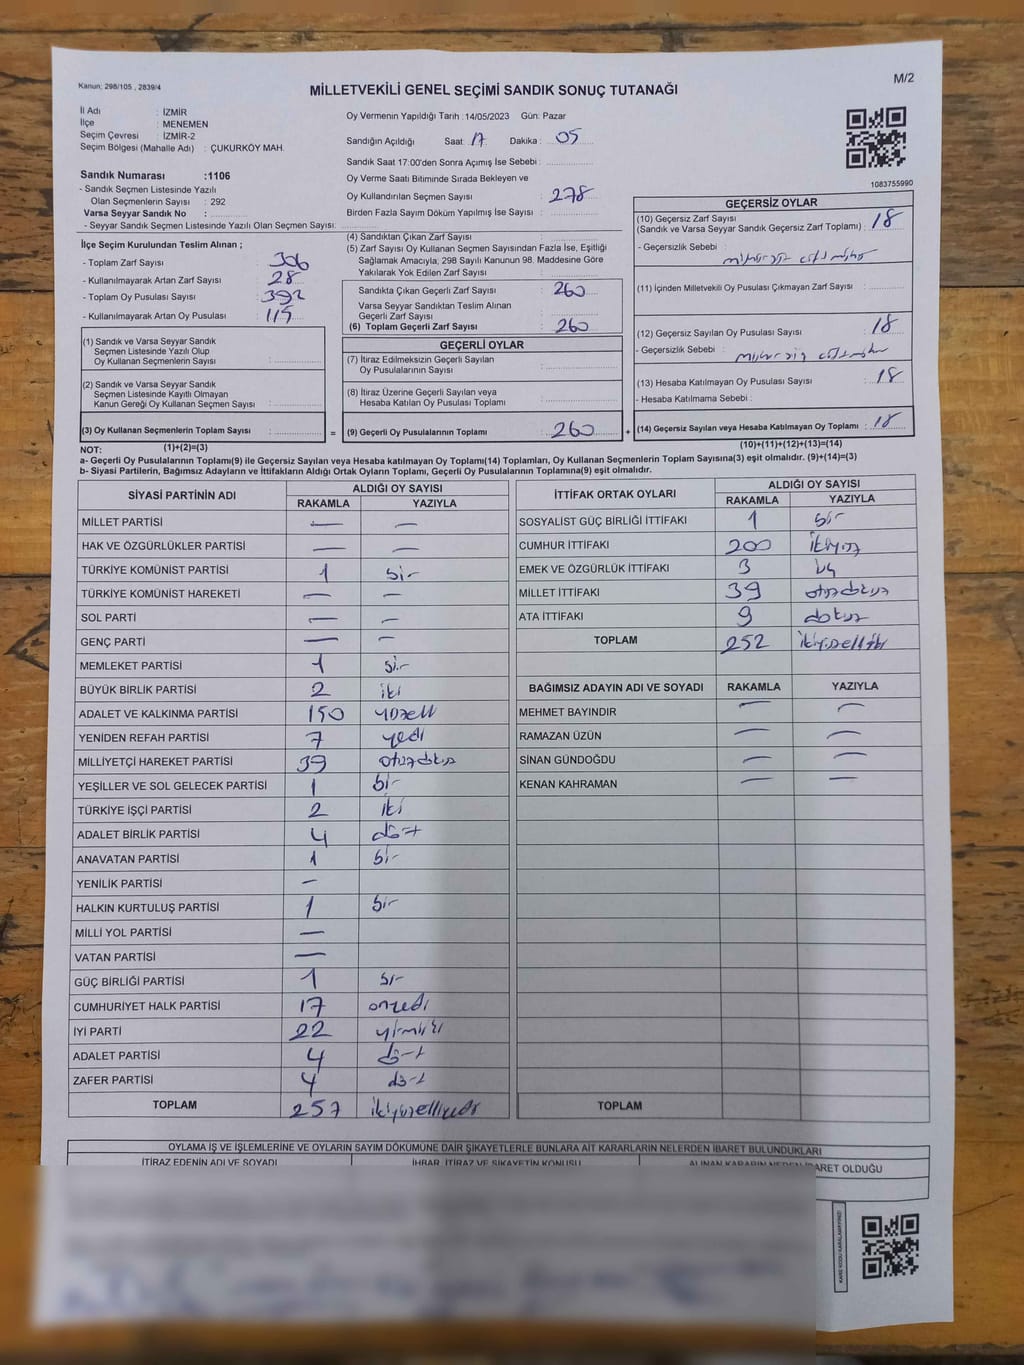 Kanun; 298/105 , 2839/4
M/2
MİLLETVEKİLİ GENEL SEÇİMİ SANDIK SONUÇ TUTANAĞI
İl Adı : İZMİR
İlçe : MENEMEN
Seçim Çevresi : İZMİR-2
Seçim Bölgesi (Mahalle Adı) : ÇUKURKÖY MAH.
Sandık Numarası :1106
- Sandık Seçmen Listesinde Yazılı
Olan Seçmenlerin Sayısı : 292
Varsa Seyyar Sandık No :
- Seyyar Sandık Seçmen Listesinde Yazılı Olan Seçmen Sayısı:
Oy Vermenin Yapıldığı Tarih :14/05/2023 Gün: Pazar
Sandığın Açıldığı Saat: 17 Dakika : 05
Sandık Saat 17:00'den Sonra Açımış İse Sebebi :
Oy Verme Saati Bitiminde Sırada Bekleyen ve
Oy Kullandırılan Seçmen Sayısı : 278
Birden Fazla Sayım Döküm Yapılmış İse Sayısı :
1083755990
İlçe Seçim Kurulundan Teslim Alınan ;
- Toplam Zarf Sayısı : 306
- Kullanılmayarak Artan Zarf Sayısı : 28
- Toplam Oy Pusulası Sayısı : 392
- Kullanılmayarak Artan Oy Pusulası : 115
(4) Sandıktan Çıkan Zarf Sayısı
(5) Zarf Sayısı Oy Kullanan Seçmen Sayısından Fazla İse, Eşitliği
Sağlamak Amacıyla; 298 Sayılı Kanunun 98. Maddesine Göre
Yakılarak Yok Edilen Zarf Sayısı :
Sandıkta Çıkan Geçerli Zarf Sayısı : 260
Varsa Seyyar Sandıktan Teslim Alınan
Geçerli Zarf Sayısı :
(6) Toplam Geçerli Zarf Sayısı : 260
GEÇERSİZ OYLAR
(10) Geçersiz Zarf Sayısı
(Sandık ve Varsa Seyyar Sandık Geçersiz Zarf Toplamı) : 18
- Geçersizlik Sebebi :
(11) İçinden Milletvekili Oy Pusulası Çıkmayan Zarf Sayısı :
(12) Geçersiz Sayılan Oy Pusulası Sayısı : 18
- Geçersizlik Sebebi :
(13) Hesaba Katılmayan Oy Pusulası Sayısı : 18
- Hesaba Katılmama Sebebi :
(14) Geçersiz Sayılan veya Hesaba Katılmayan Oy Toplamı : 18
(1) Sandık ve Varsa Seyyar Sandık
Seçmen Listesinde Yazılı Olup
Oy Kullanan Seçmenlerin Sayısı :
(2) Sandık ve Varsa Seyyar Sandık
Seçmen Listesinde Kayıtlı Olmayan
Kanun Gereği Oy Kullanan Seçmen Sayısı :
(3) Oy Kullanan Seçmenlerin Toplam Sayısı : =
GEÇERLİ OYLAR
(7) İtiraz Edilmeksizin Geçerli Sayılan
Oy Pusulalarının Sayısı :
(8) İtiraz Üzerine Geçerli Sayılan veya
Hesaba Katılan Oy Pusulası Toplamı :
(9) Geçerli Oy Pusulalarının Toplamı : 260 +
NOT: (1)+(2)=(3) (10)+(11)+(12)+(13)=(14)
a- Geçerli Oy Pusulalarının Toplamı(9) ile Geçersiz Sayılan veya Hesaba katılmayan Oy Toplamı(14) Toplamları, Oy Kullanan Seçmenlerin Toplam Sayısına(3) eşit olmalıdır. (9)+(14)=(3)
b- Siyasi Partilerin, Bağımsız Adayların ve İttifakların Aldığı Ortak Oyların Toplamı, Geçerli Oy Pusulalarının Toplamına(9) eşit olmalıdır.
SİYASİ PARTİNİN ADI ALDIĞI OY SAYISI
RAKAMLA YAZIYLA
MİLLET PARTİSİ — —
HAK VE ÖZGÜRLÜKLER PARTİSİ — —
TÜRKİYE KOMÜNİST PARTİSİ 1 bir
TÜRKİYE KOMÜNİST HAREKETİ — —
SOL PARTİ — —
GENÇ PARTİ — —
MEMLEKET PARTİSİ 1 bir
BÜYÜK BİRLİK PARTİSİ 2 iki
ADALET VE KALKINMA PARTİSİ 150 yüzelli
YENİDEN REFAH PARTİSİ 7 yedi
MİLLİYETÇİ HAREKET PARTİSİ 39 otuzdokuz
YEŞİLLER VE SOL GELECEK PARTİSİ 1 bir
TÜRKİYE İŞÇİ PARTİSİ 2 iki
ADALET BİRLİK PARTİSİ 4 dört
ANAVATAN PARTİSİ 1 bir
YENİLİK PARTİSİ —
HALKIN KURTULUŞ PARTİSİ 1 bir
MİLLİ YOL PARTİSİ —
VATAN PARTİSİ —
GÜÇ BİRLİĞİ PARTİSİ 1 bir
CUMHURİYET HALK PARTİSİ 17 onyedi
İYİ PARTİ 22 yirmiiki
ADALET PARTİSİ 4 dört
ZAFER PARTİSİ 4 dört
TOPLAM 257 ikiyüzelliyedi
İTTİFAK ORTAK OYLARI ALDIĞI OY SAYISI
RAKAMLA YAZIYLA
SOSYALİST GÜÇ BİRLİĞİ İTTİFAKI 1 bir
CUMHUR İTTİFAKI 200 ikiyüz
EMEK VE ÖZGÜRLÜK İTTİFAKI 3 üç
MİLLET İTTİFAKI 39 otuzdokuz
ATA İTTİFAKI 9 dokuz
TOPLAM 252 ikiyüzelliiki
BAĞIMSIZ ADAYIN ADI VE SOYADI RAKAMLA YAZIYLA
MEHMET BAYINDIR — —
RAMAZAN ÜZÜN — —
SİNAN GÜNDOĞDU — —
KENAN KAHRAMAN — —
TOPLAM
OYLAMA İŞ VE İŞLEMLERİNE VE OYLARIN SAYIM DÖKÜMÜNE DAİR ŞİKAYETLERLE BUNLARA AİT KARARLARIN NELERDEN İBARET BULUNDUKLARI
İTİRAZ EDENİN ADI VE SOYADI İHBAR, İTİRAZ VE ŞİKAYETİN KONUSU ALINAN KARARIN NEDEN İBARET OLDUĞU